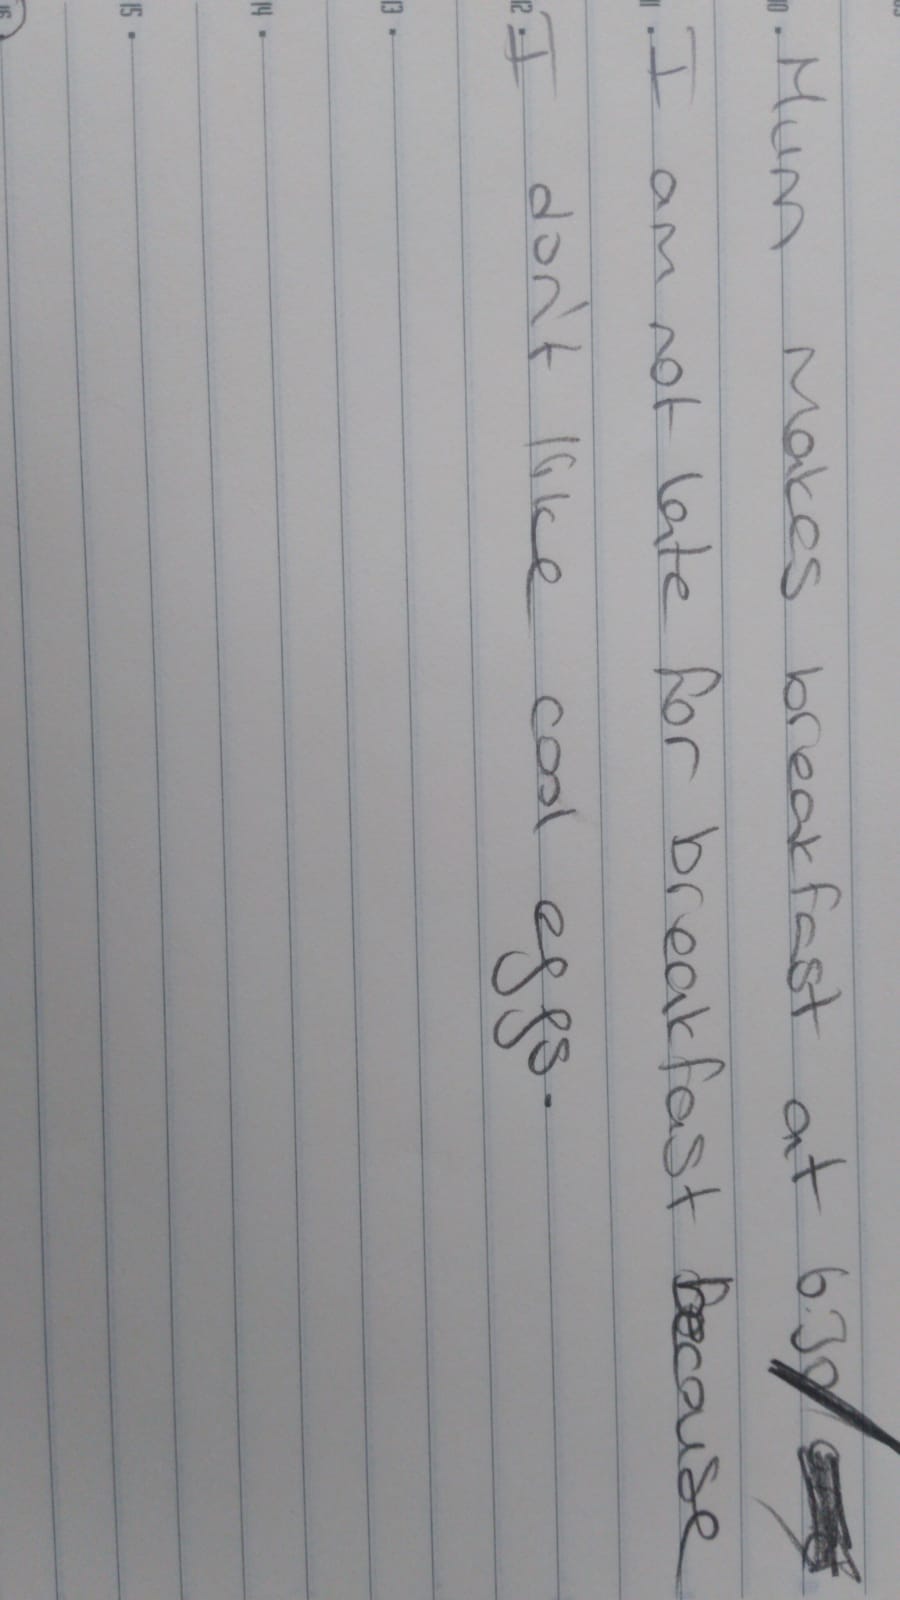 10 . Mum makes breakfast at 6.30/
11 . I am not late for breakfast because
12 . I don't like cool eggs.
13 .
14 .
15 .
16 .